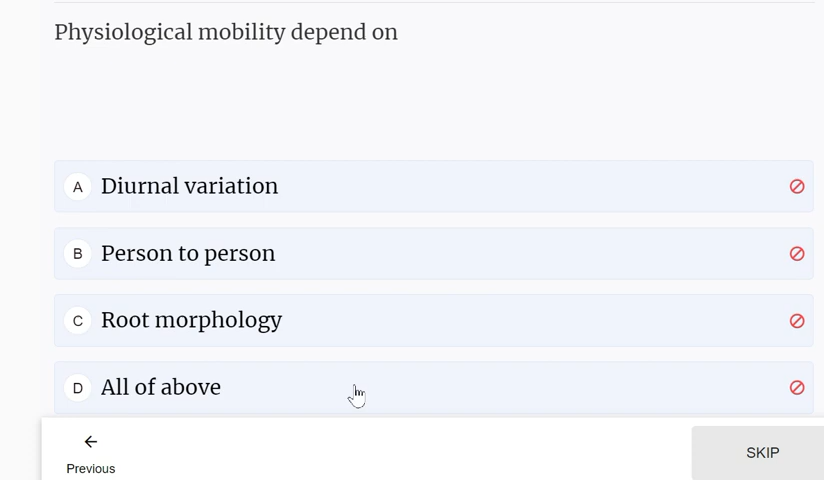 Physiological mobility depend on
A Diurnal variation
B Person to person
C Root morphology
D All of above
Previous
SKIP